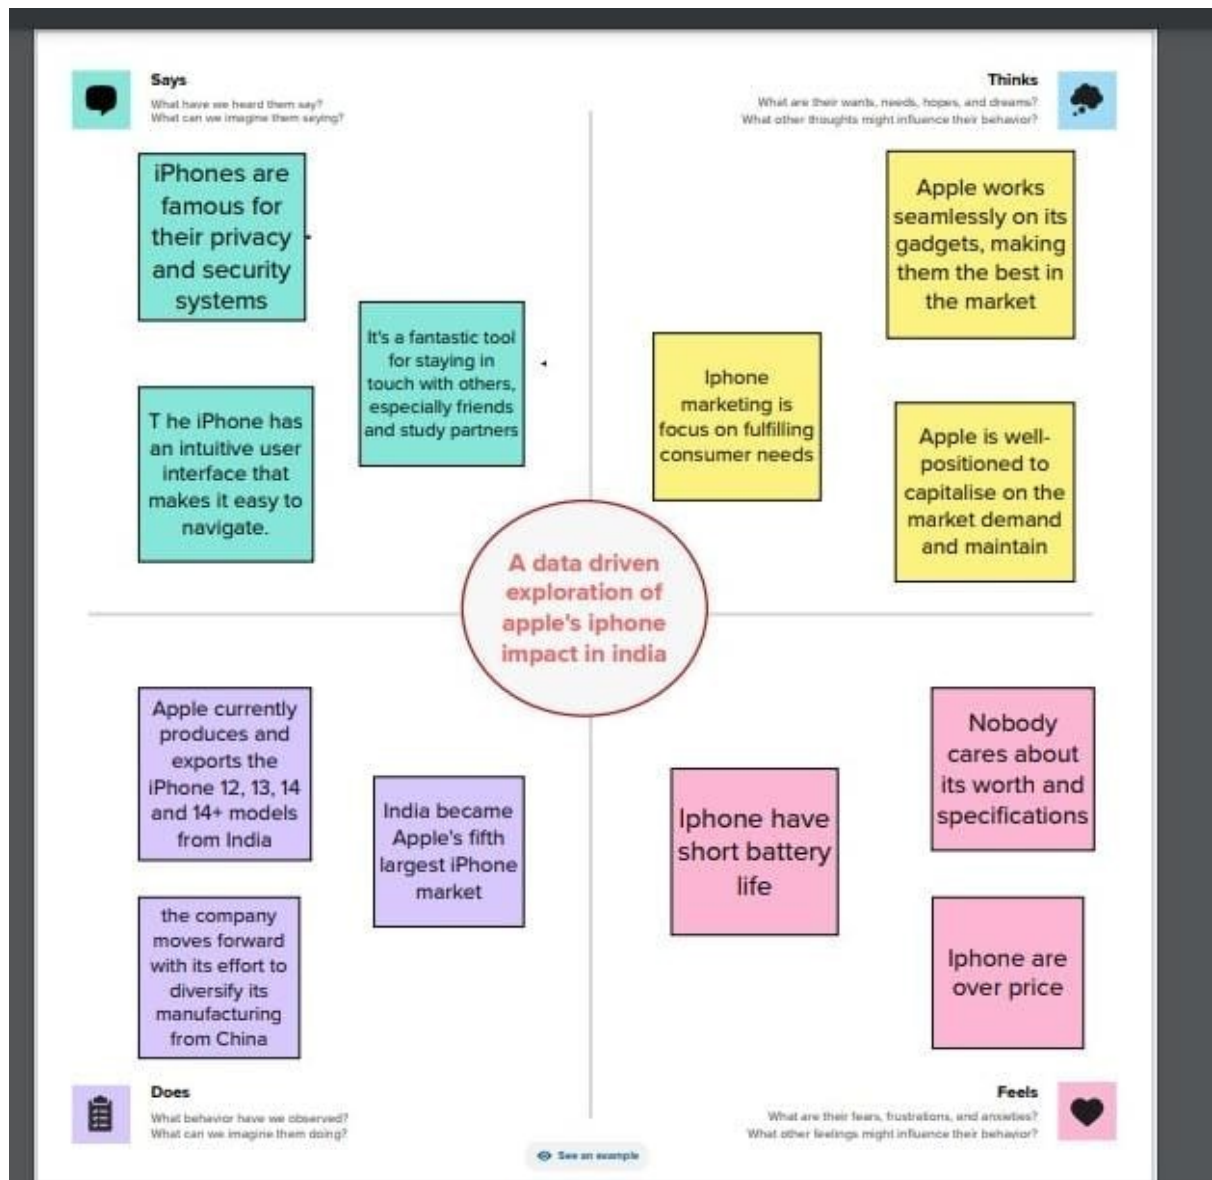 Says
What have we heard them say?
What can we imagine them saying?
Thinks
What are their wants, needs, hopes, and dreams?
What other thoughts might influence their behavior?
iPhones are
famous for
their privacy
and security
systems
It's a fantastic tool
for staying in
touch with others,
especially friends
and study partners
T he iPhone has
an intuitive user
interface that
makes it easy to
navigate.
Apple works
seamlessly on its
gadgets, making
them the best in
the market
Iphone
marketing is
focus on fulfilling
consumer needs
Apple is well-
positioned to
capitalise on the
market demand
and maintain
A data driven
exploration of
apple's iphone
impact in india
Apple currently
produces and
exports the
iPhone 12, 13, 14
and 14+ models
from India
India became
Apple's fifth
largest iPhone
market
the company
moves forward
with its effort to
diversify its
manufacturing
from China
Nobody
cares about
its worth and
specifications
Iphone have
short battery
life
Iphone are
over price
Does
What behavior have we observed?
What can we imagine them doing?
Feels
What are their fears, frustrations, and anxieties?
What other feelings might influence their behavior?
See an example